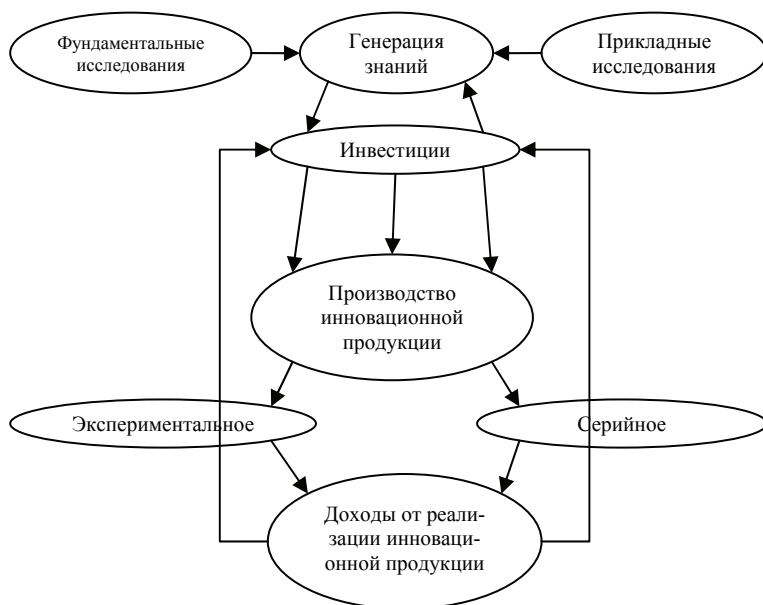 Фундаментальные
исследования
Генерация
знаний
Прикладные
исследования
Инвестиции
Производство
инновационной
продукции
Экспериментальное
Серийное
Доходы от реали-
зации инноваци-
онной продукции